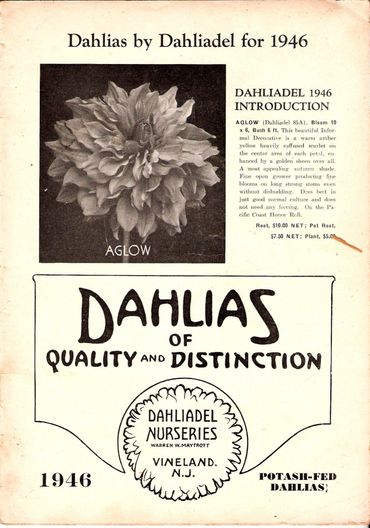 Dahlias by Dahliadel for 1946
DAHLIADEL 1946
INTRODUCTION
AGLOW (Dahliadel 85A). Bloom 10
x 6, Bush 6 ft. This beautiful Infor-
mal Decorative is a warm amber
yellow heavily suffused scarlet on
the center area of each petal, en-
hanced by a golden sheen over all.
A most appealing autumn shade.
Fine open grower producing fine
blooms on long strong stems even
without disbudding. Does best in
just good normal culture and does
not need any forcing. On the Pa-
cific Coast Honor Roll.
Root, $10.00 NET; Pot Root,
$7.50 NET; Plant, $5.00
AGLOW
DAHLIAS
OF
QUALITY AND DISTINCTION
DAHLIADEL
NURSERIES
WARREN W. MAYTROTT
VINELAND.
N.J.
1946
POTASH-FED
DAHLIAS